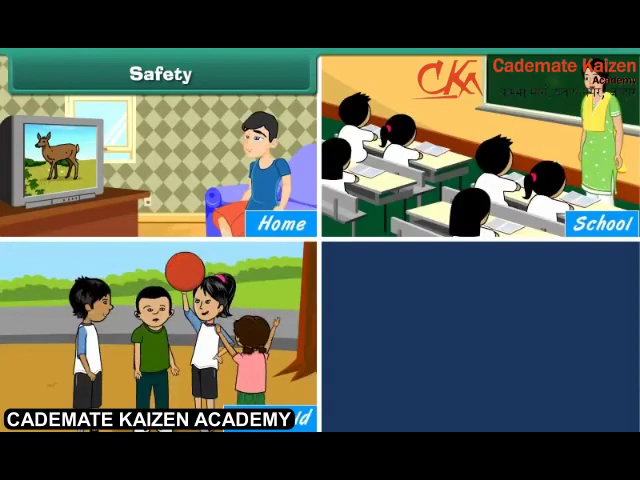 Safety
CKA
Cademate Kaizen
Academy
Home
School
CADEMATE KAIZEN ACADEMY